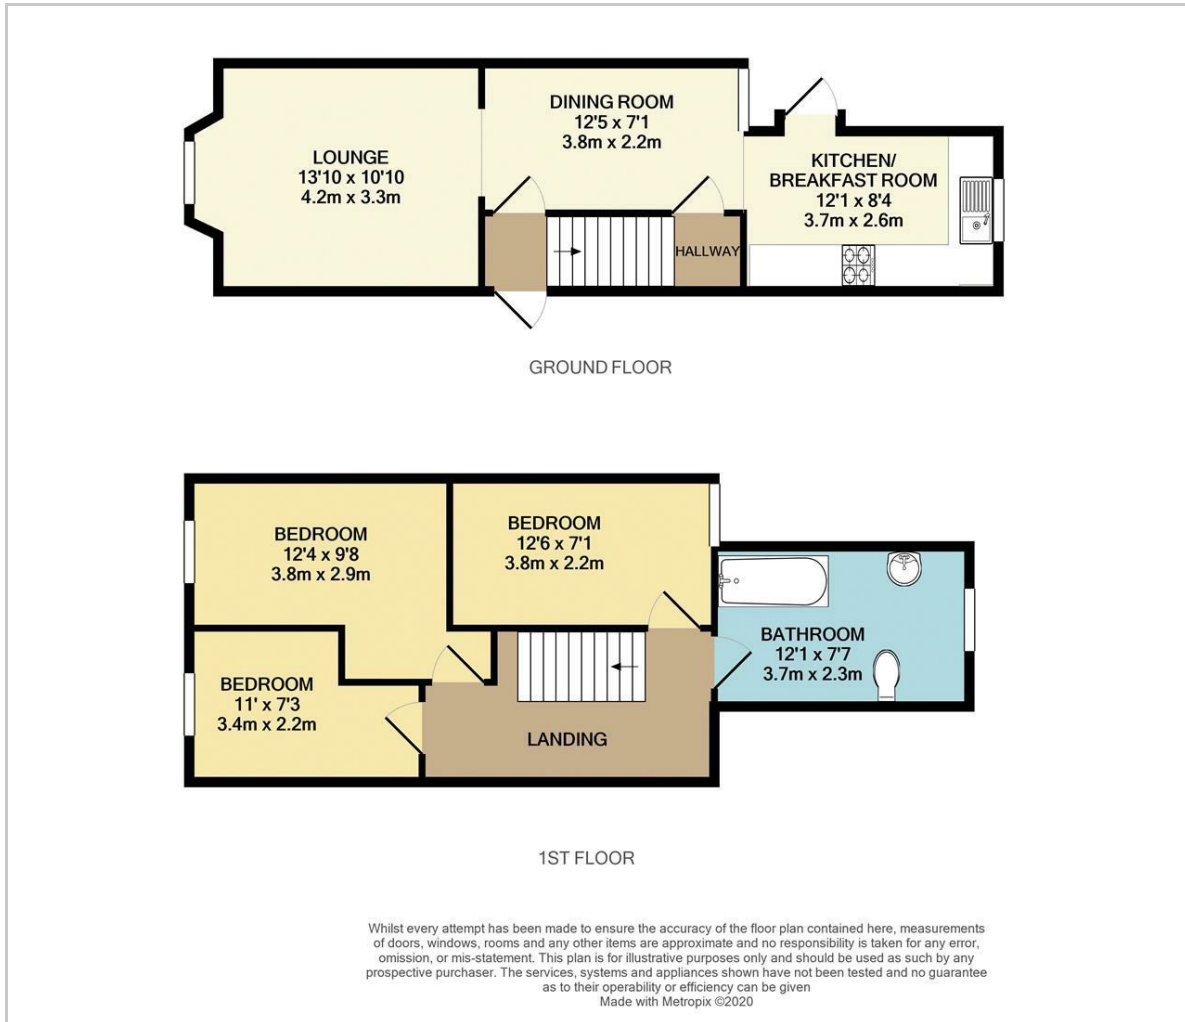 DINING ROOM
12'5 x 7'1
3.8m x 2.2m
LOUNGE
13'10 x 10'10
4.2m x 3.3m
KITCHEN/
BREAKFAST ROOM
12'1 x 8'4
3.7m x 2.6m
HALLWAY
GROUND FLOOR
BEDROOM
12'4 x 9'8
3.8m x 2.9m
BEDROOM
12'6 x 7'1
3.8m x 2.2m
BATHROOM
12'1 x 7'7
3.7m x 2.3m
BEDROOM
11' x 7'3
3.4m x 2.2m
LANDING
1ST FLOOR
Whilst every attempt has been made to ensure the accuracy of the floor plan contained here, measurements
of doors, windows, rooms and any other items are approximate and no responsibility is taken for any error,
omission, or mis-statement. This plan is for illustrative purposes only and should be used as such by any
prospective purchaser. The services, systems and appliances shown have not been tested and no guarantee
as to their operability or efficiency can be given
Made with Metropix ©2020